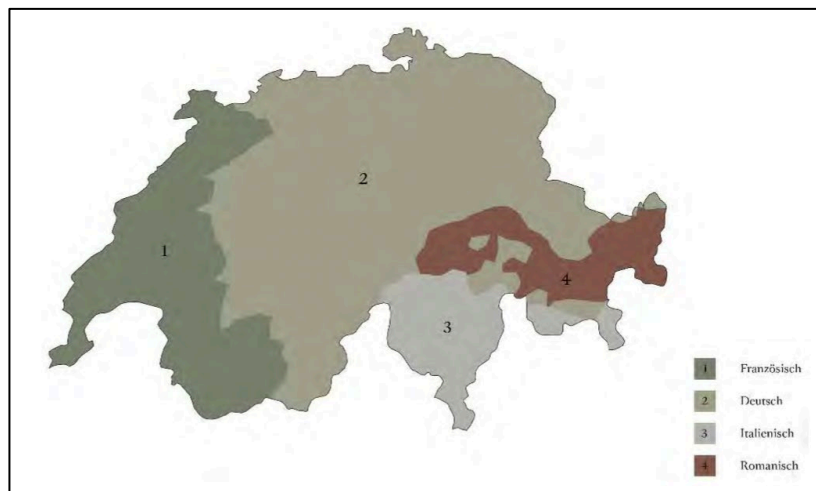 2
1
4
3
1 Französisch
2 Deutsch
3 Italienisch
4 Romanisch